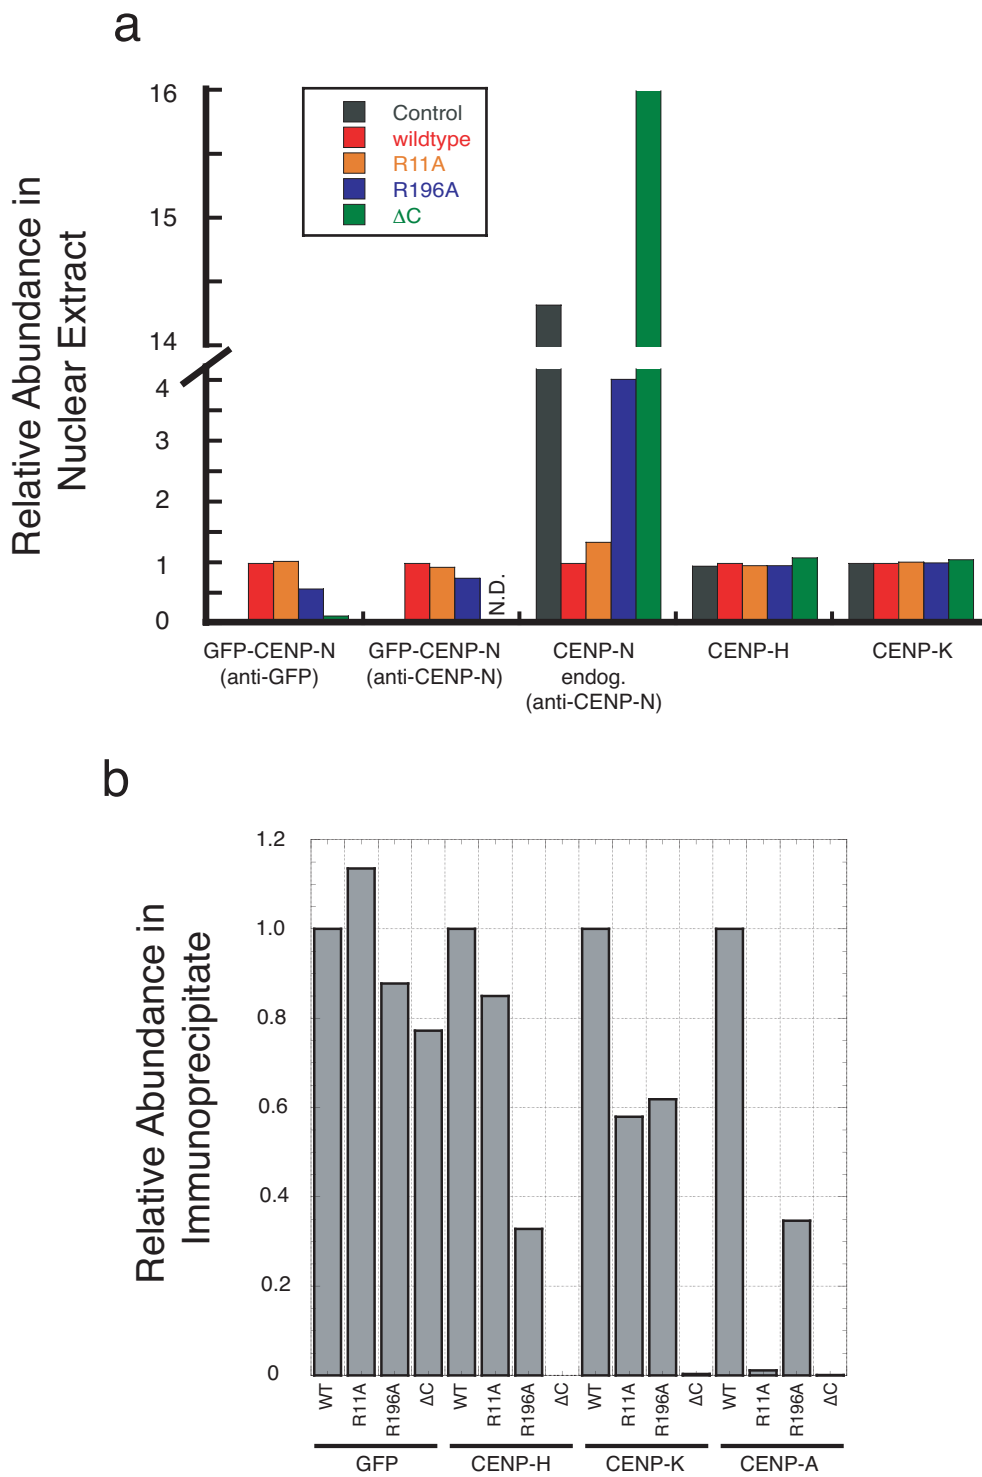 a
Relative Abundance in
Nuclear Extract
16
15
14
4
3
2
1
0
Control
wildtype
R11A
R196A
ΔC
N.D.
GFP-CENP-N
(anti-GFP)
GFP-CENP-N
(anti-CENP-N)
CENP-N
endog.
(anti-CENP-N)
CENP-H
CENP-K
b
Relative Abundance in
Immunoprecipitate
1.2
1.0
0.8
0.6
0.4
0.2
0
WT
R11A
R196A
ΔC
WT
R11A
R196A
ΔC
WT
R11A
R196A
ΔC
WT
R11A
R196A
ΔC
GFP
CENP-H
CENP-K
CENP-A